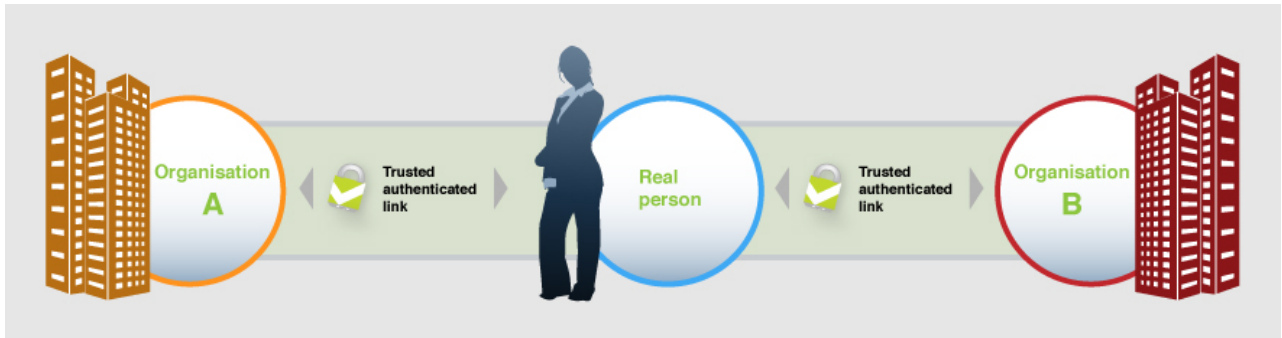 Organisation
A
Trusted
authenticated
link
Real
person
Trusted
authenticated
link
Organisation
B